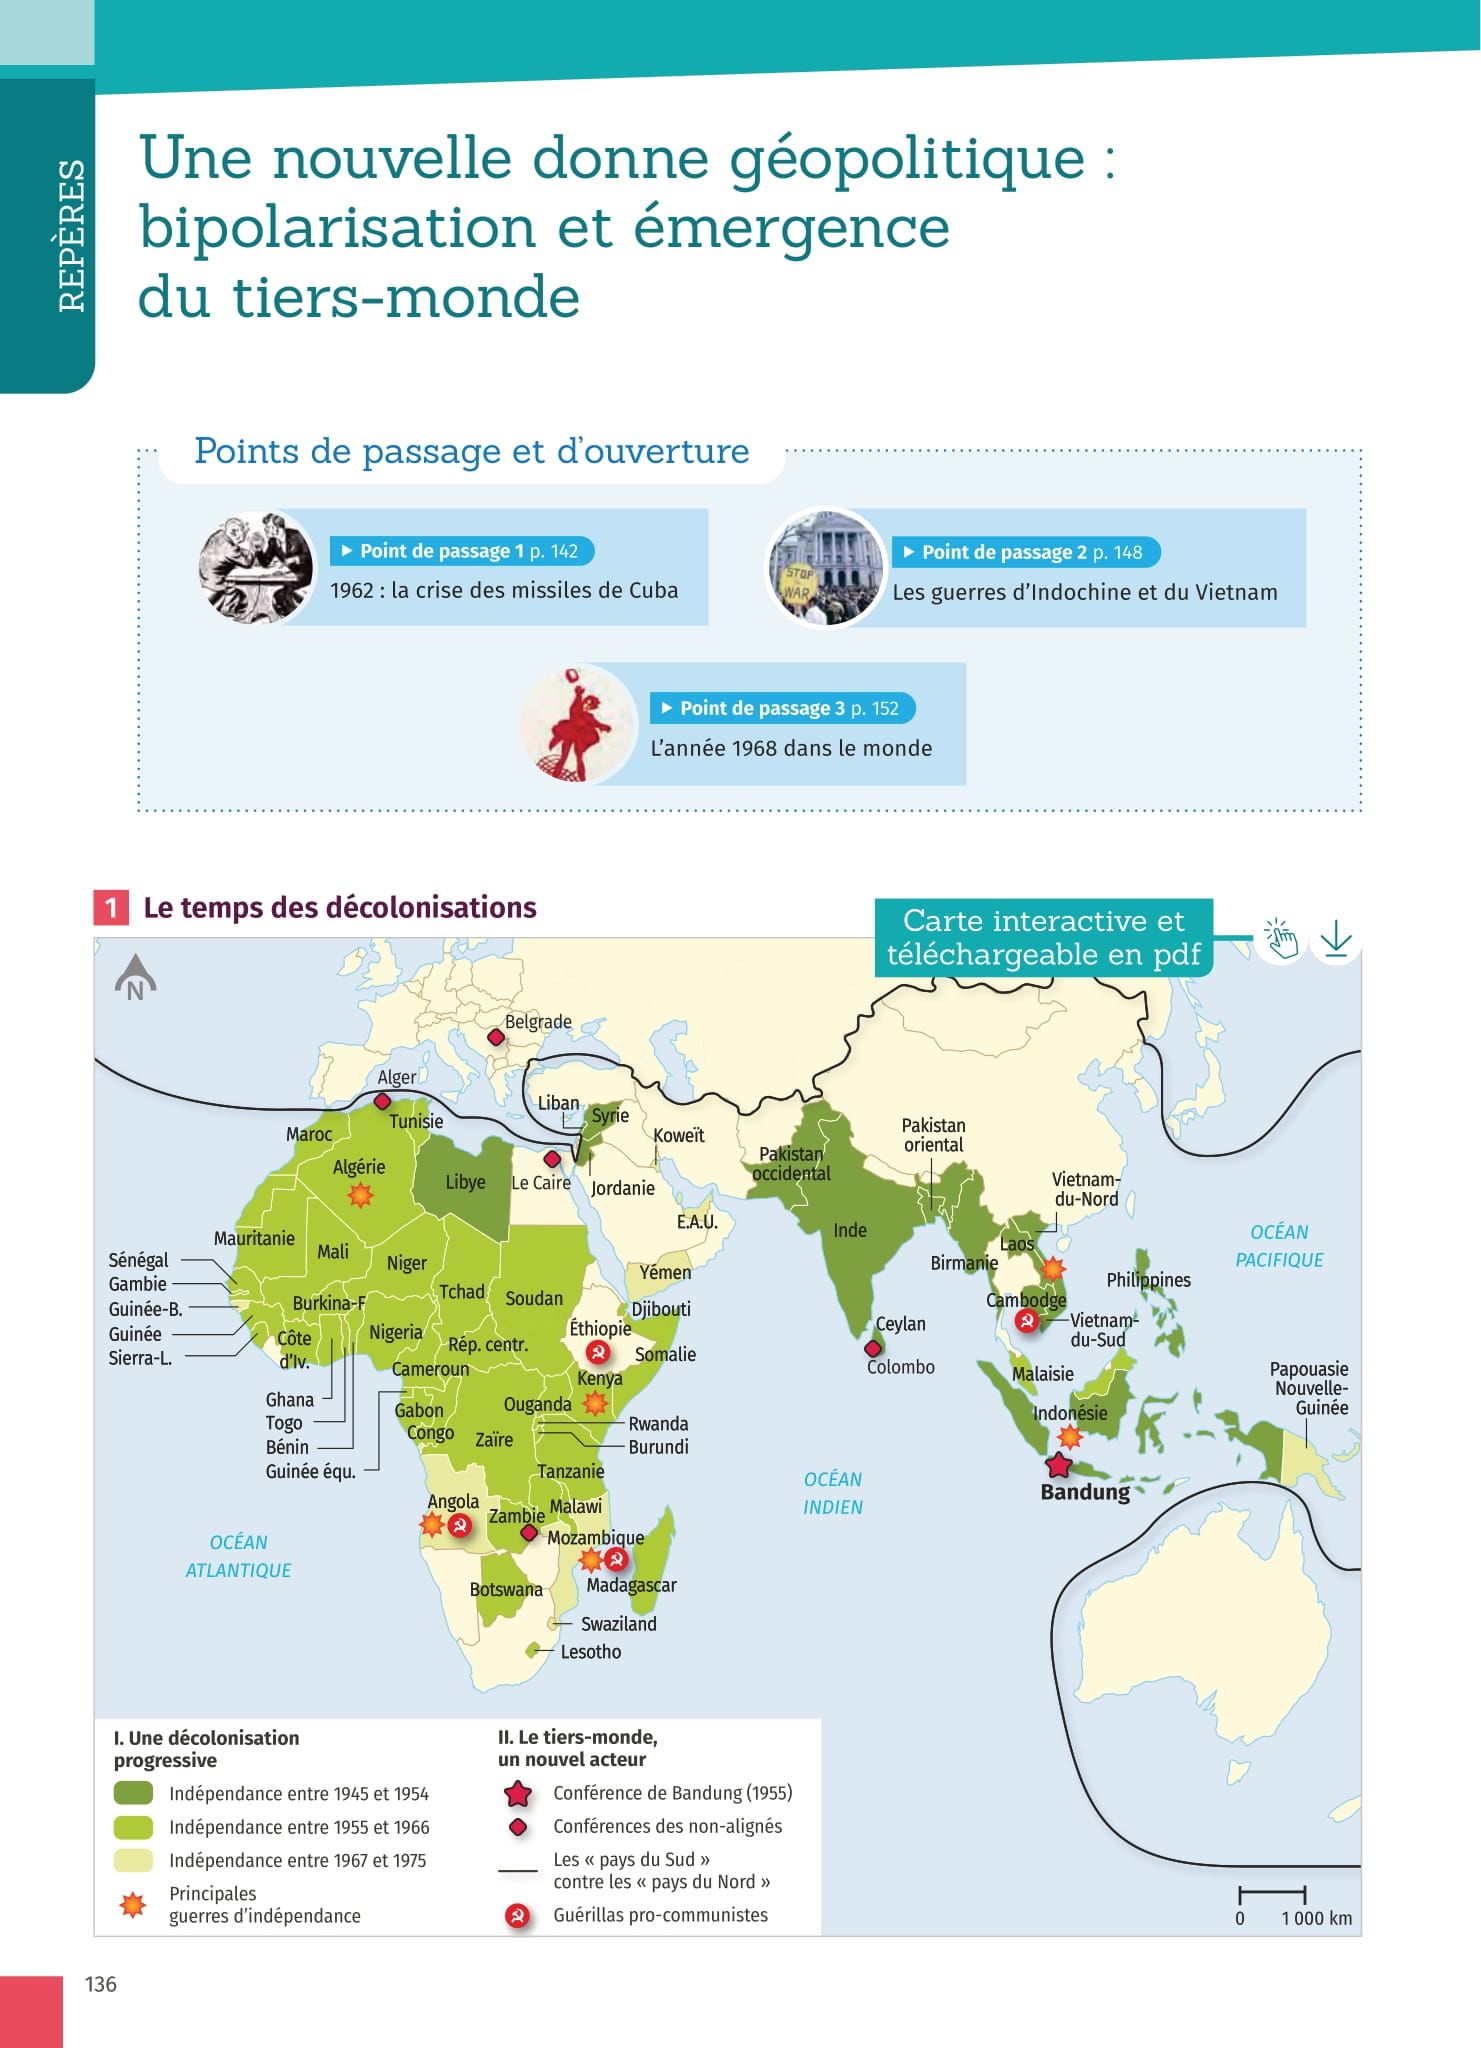 REPÈRES
Une nouvelle donne géopolitique :
bipolarisation et émergence
du tiers-monde
Points de passage et d'ouverture
Point de passage 1 p. 142
1962 : la crise des missiles de Cuba
STOP
WAR
Point de passage 2 p. 148
Les guerres d'Indochine et du Vietnam
Point de passage 3 p. 152
L'année 1968 dans le monde
1 Le temps des décolonisations
Carte interactive et
téléchargeable en pdf
N
Belgrade
Alger
Tunisie
Maroc
Algérie
Libye
Le Caire
Liban
Syrie
Koweït
Jordanie
E.A.U.
Yémen
Pakistan
occidental
Pakistan
oriental
Inde
Birmanie
Laos
Vietnam-
du-Nord
Cambodge
Vietnam-
du-Sud
Philippines
OCÉAN
PACIFIQUE
Mauritanie
Mali
Niger
Tchad
Soudan
Sénégal
Gambie
Guinée-B.
Guinée
Sierra-L.
Burkina-F
Côte
d'Iv.
Nigeria
Rép. centr.
Cameroun
Djibouti
Éthiopie
Somalie
Kenya
Ouganda
Ghana
Togo
Bénin
Guinée équ.
Gabon
Congo
Zaïre
Rwanda
Burundi
Tanzanie
Ceylan
Colombo
Malaisie
Indonésie
Bandung
Papouasie
Nouvelle-
Guinée
OCÉAN
INDIEN
OCÉAN
ATLANTIQUE
Angola
Zambie
Malawi
Mozambique
Madagascar
Botswana
Swaziland
Lesotho
I. Une décolonisation
progressive
Indépendance entre 1945 et 1954
Indépendance entre 1955 et 1966
Indépendance entre 1967 et 1975
Principales
guerres d'indépendance
II. Le tiers-monde,
un nouvel acteur
Conférence de Bandung (1955)
Conférences des non-alignés
Les « pays du Sud »
contre les « pays du Nord »
Guérillas pro-communistes
0 1 000 km
136